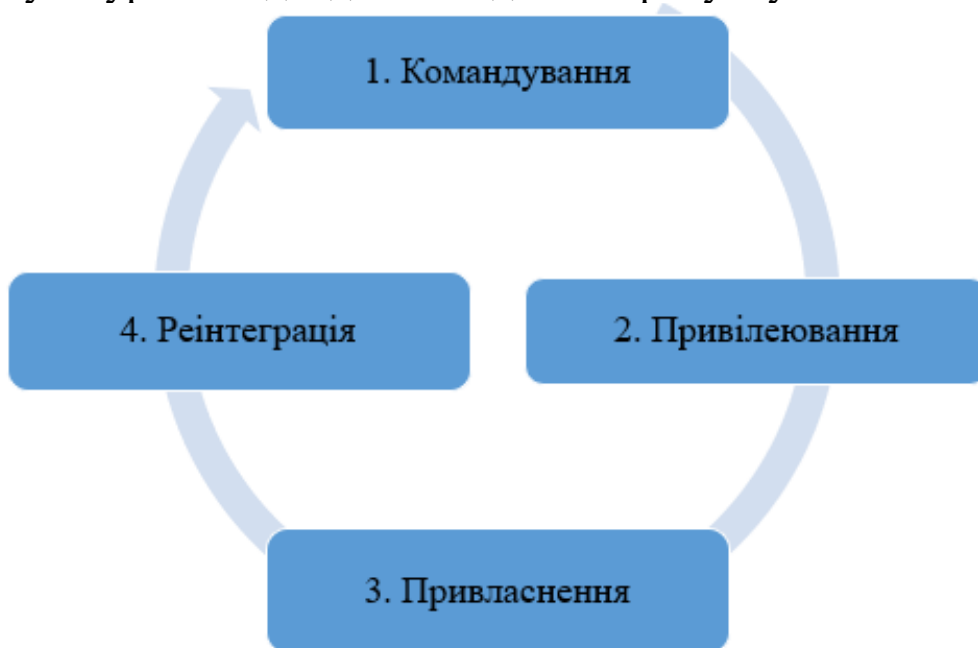 1. Командування
2. Привілеювання
3. Привласнення
4. Реінтеграція